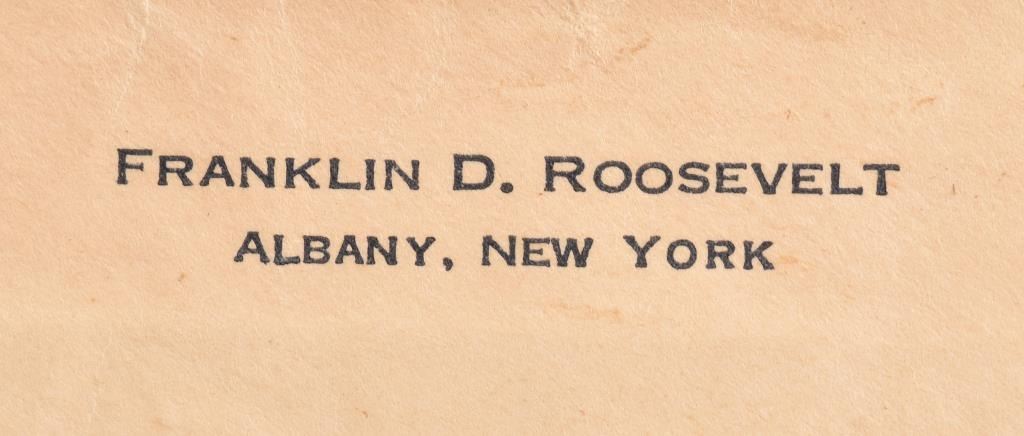 FRANKLIN D. ROOSEVELT
ALBANY, NEW YORK